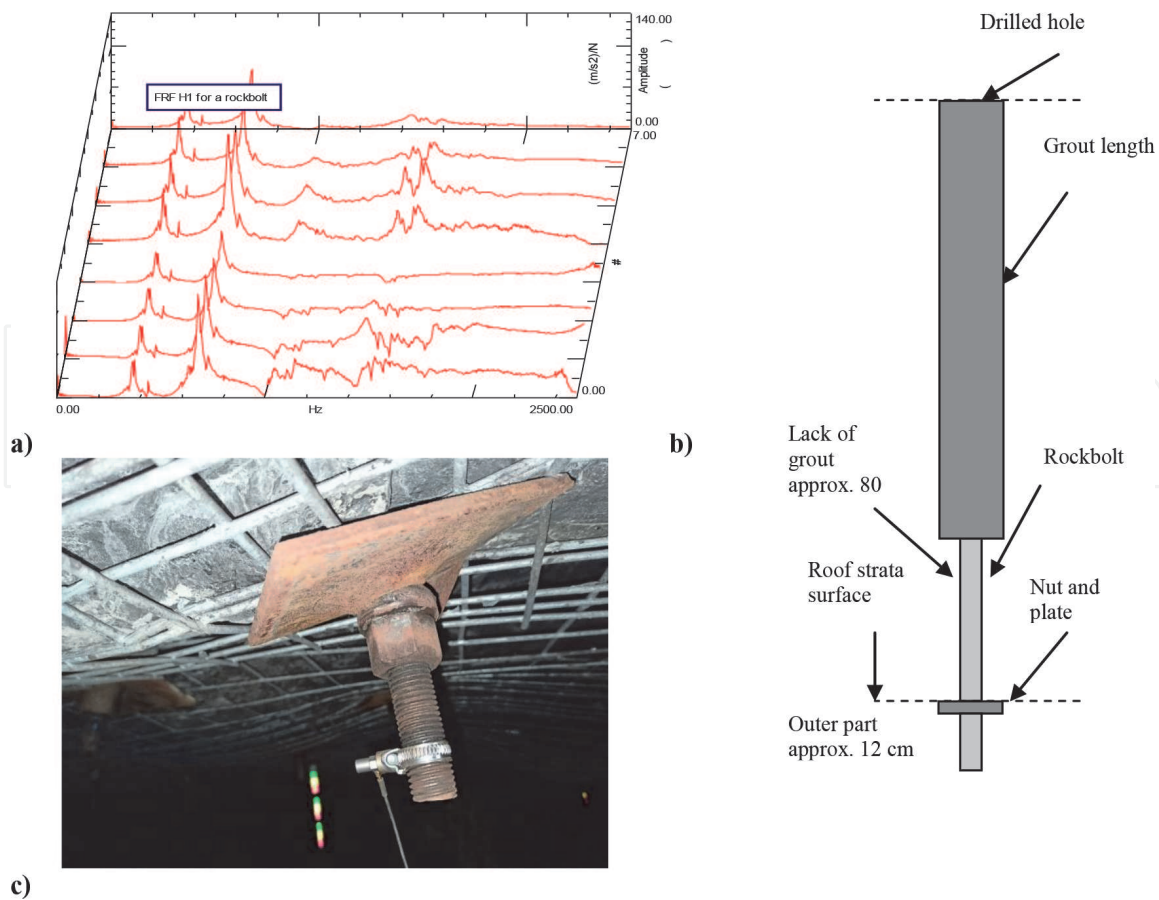 140.00
(m/s2)/N
Amplitude
(
)
FRF H1 for a rockbolt
0.00
7.00
#
0.00
0.00
Hz
2500.00
a)
Drilled hole
Grout length
b)
Lack of
grout
approx. 80
Rockbolt
Roof strata
surface
Nut and
plate
Outer part
approx. 12 cm
c)